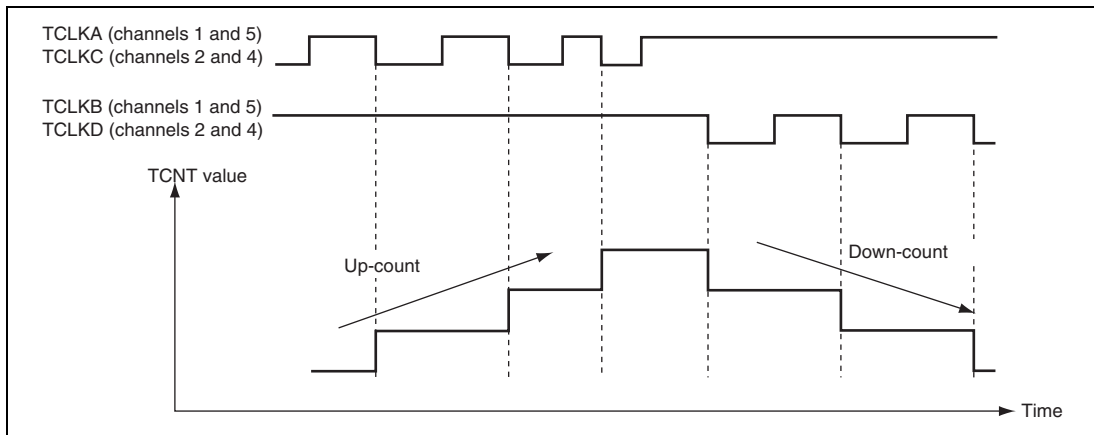 TCLKA (channels 1 and 5)
TCLKC (channels 2 and 4)
TCLKB (channels 1 and 5)
TCLKD (channels 2 and 4)
TCNT value
Up-count
Down-count
Time